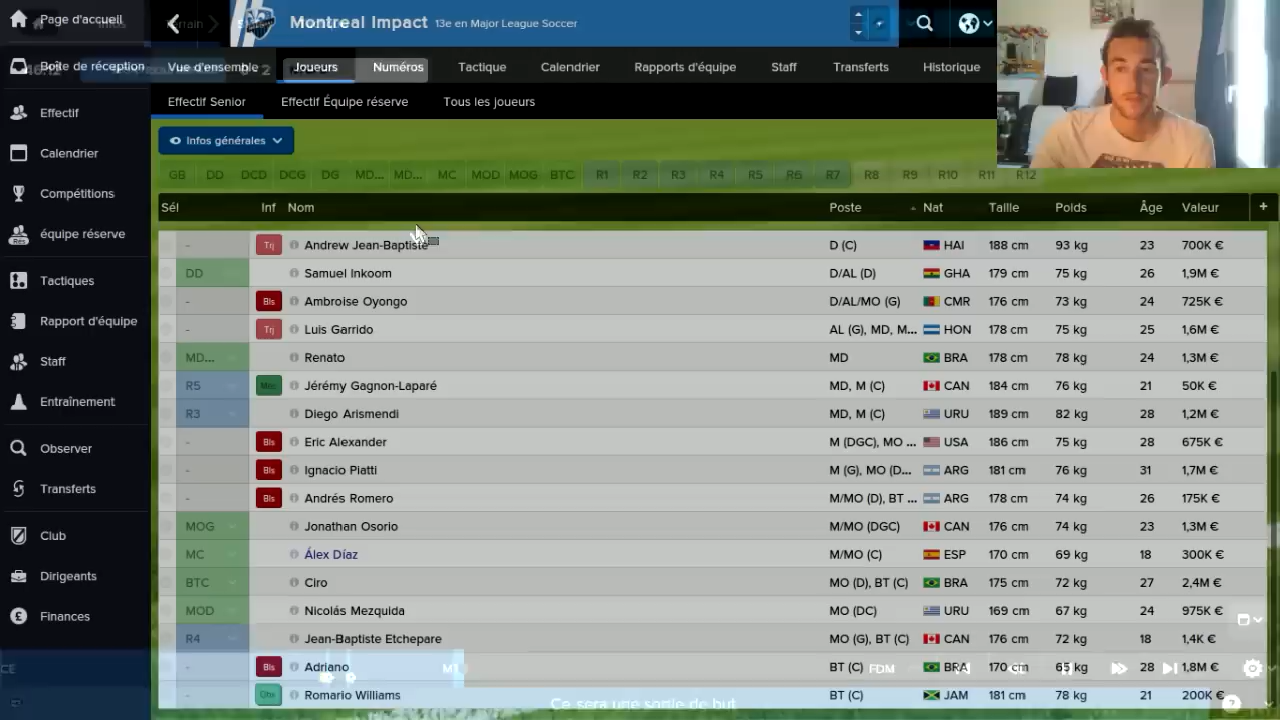 Page d'accueil
Montreal Impact 13e en Major League Soccer
Boîte de réception
Vue d'ensemble Joueurs Numéros Tactique Calendrier Rapports d'équipe Staff Transferts Historique
Effectif Senior Effectif Équipe réserve Tous les joueurs
Effectif
Infos générales
Calendrier
GB DD DCD DCG DG MD... MD... MC MOD MOG BTC R1 R2 R3 R4 R5 R6 R7 R8 R9 R10 R11 R12
Compétitions
Sél Inf Nom Poste Nat Taille Poids Âge Valeur +
équipe réserve
- Trj Andrew Jean-Baptiste D (C) HAI 188 cm 93 kg 23 700K €
DD Samuel Inkoom D/AL (D) GHA 179 cm 75 kg 26 1,9M €
Tactiques
- Bls Ambroise Oyongo D/AL/MO (G) CMR 176 cm 73 kg 24 725K €
Rapport d'équipe
- Trj Luis Garrido AL (G), MD, M... HON 178 cm 75 kg 25 1,6M €
MD... Renato MD BRA 178 cm 78 kg 24 1,3M €
Staff
R5 Jérémy Gagnon-Laparé MD, M (C) CAN 184 cm 76 kg 21 50K €
Entraînement
R3 Diego Arismendi MD, M (C) URU 189 cm 82 kg 28 1,2M €
- Bls Eric Alexander M (DGC), MO ... USA 186 cm 75 kg 28 675K €
Observer
- Bls Ignacio Piatti M (G), MO (D... ARG 181 cm 76 kg 31 1,7M €
Transferts
- Bls Andrés Romero M/MO (D), BT ... ARG 178 cm 74 kg 26 175K €
MOG Jonathan Osorio M/MO (DGC) CAN 176 cm 74 kg 23 1,3M €
Club
MC Álex Díaz M/MO (C) ESP 170 cm 69 kg 18 300K €
Dirigeants
BTC Ciro MO (D), BT (C) BRA 175 cm 72 kg 27 2,4M €
MOD Nicolás Mezquida MO (DC) URU 169 cm 67 kg 24 975K €
Finances
R4 Jean-Baptiste Etchepare MO (G), BT (C) CAN 176 cm 72 kg 18 1,4K €
- Bls Adriano BT (C) BRA 170 cm 65 kg 28 1,8M €
FDM
- Romario Williams BT (C) JAM 181 cm 78 kg 21 200K €
Ce sera une sortie de but